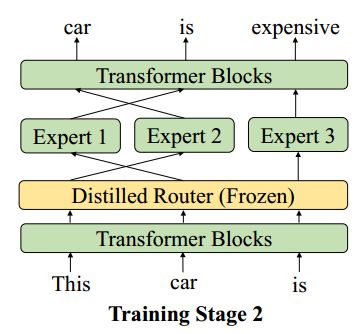 car is expensive
Transformer Blocks
Expert 1 Expert 2 Expert 3
Distilled Router (Frozen)
Transformer Blocks
This car is
Training Stage 2